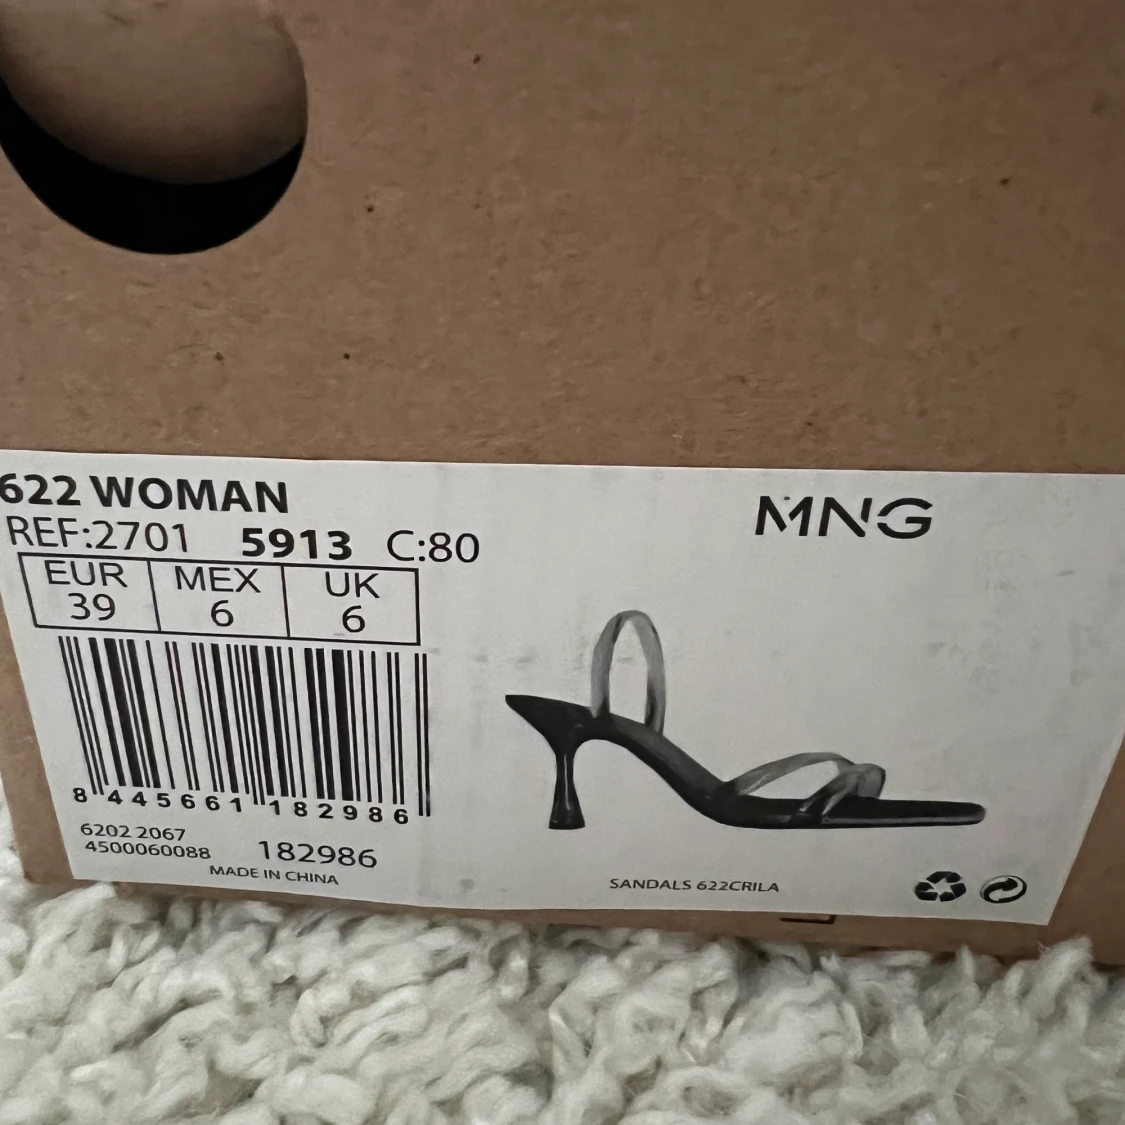 622 WOMAN
MNG
REF:2701 5913 C:80
EUR MEX UK
39 6 6
8 445661 182986
6202 2067
4500060088 182986
MADE IN CHINA
SANDALS 622CRILA